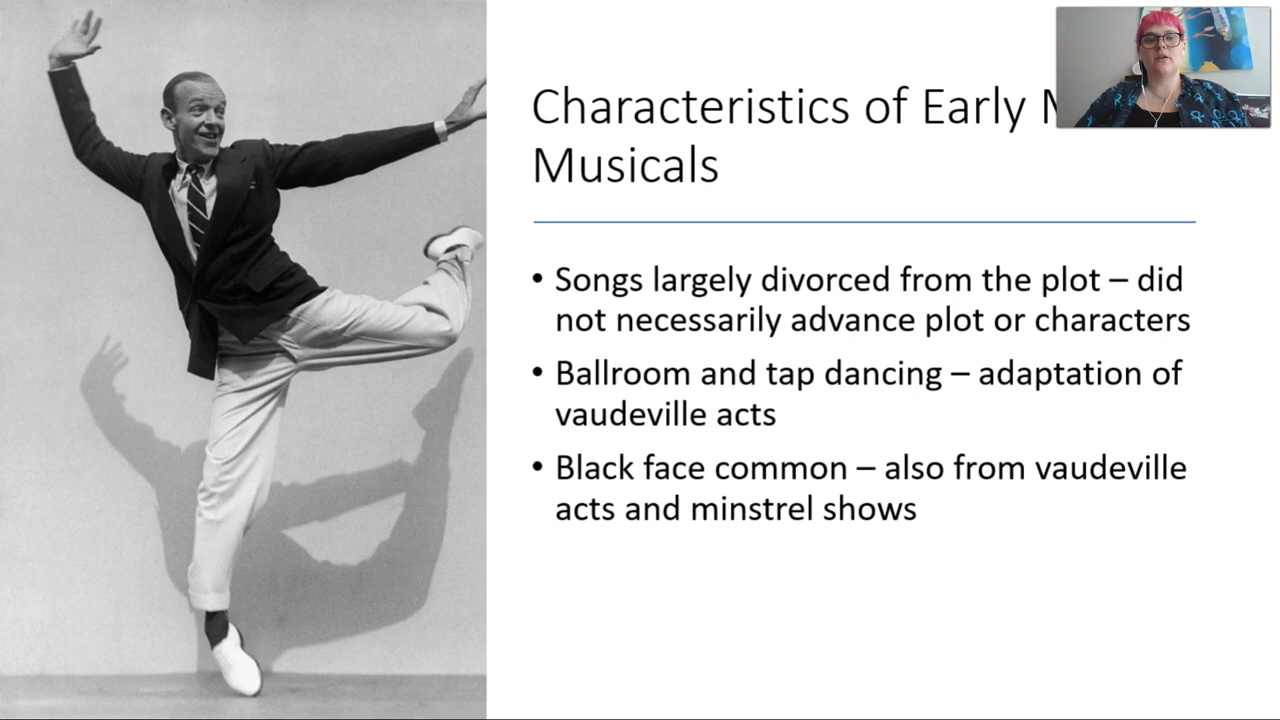 Characteristics of Early
Musicals
• Songs largely divorced from the plot – did
not necessarily advance plot or characters
• Ballroom and tap dancing – adaptation of
vaudeville acts
• Black face common – also from vaudeville
acts and minstrel shows